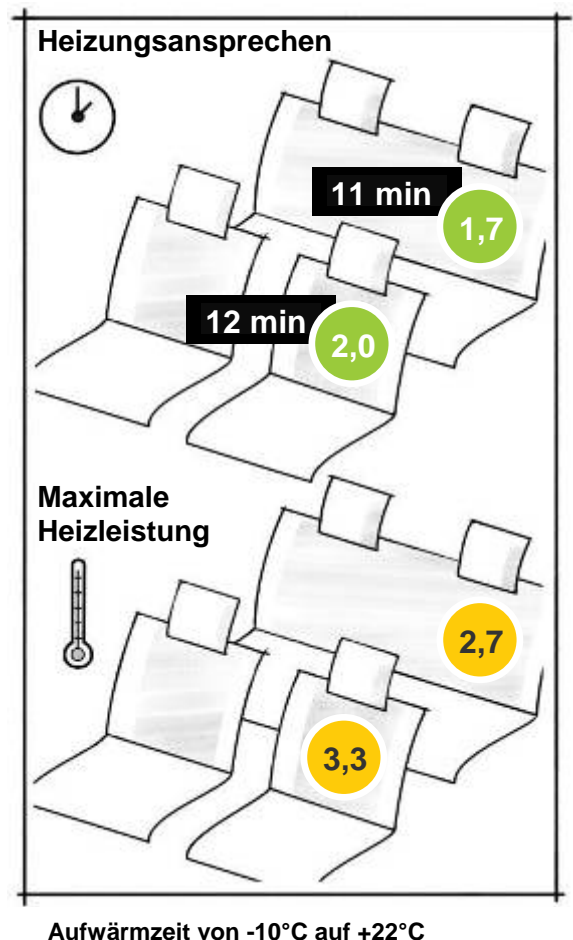 Heizungsansprechen
11 min
1,7
12 min
2,0
Maximale
Heizleistung
2,7
3,3
Aufwärmzeit von -10°C auf +22°C